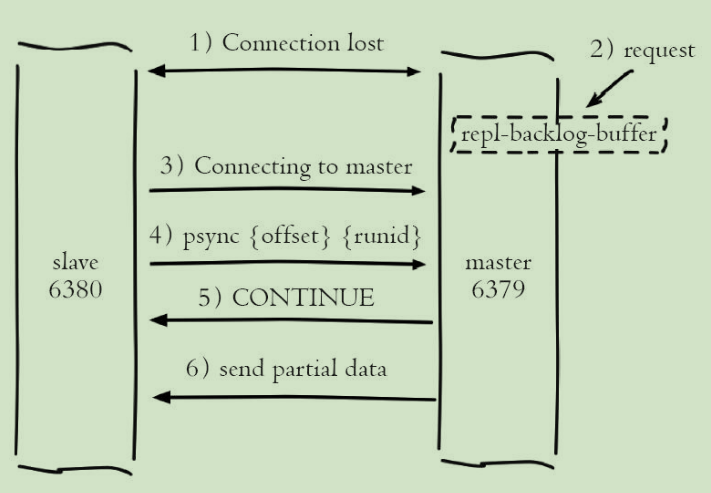 1) Connection lost
2) request
repl-backlog-buffer
3) Connecting to master
4) psync {offset} {runid}
slave
6380
master
6379
5) CONTINUE
6) send partial data